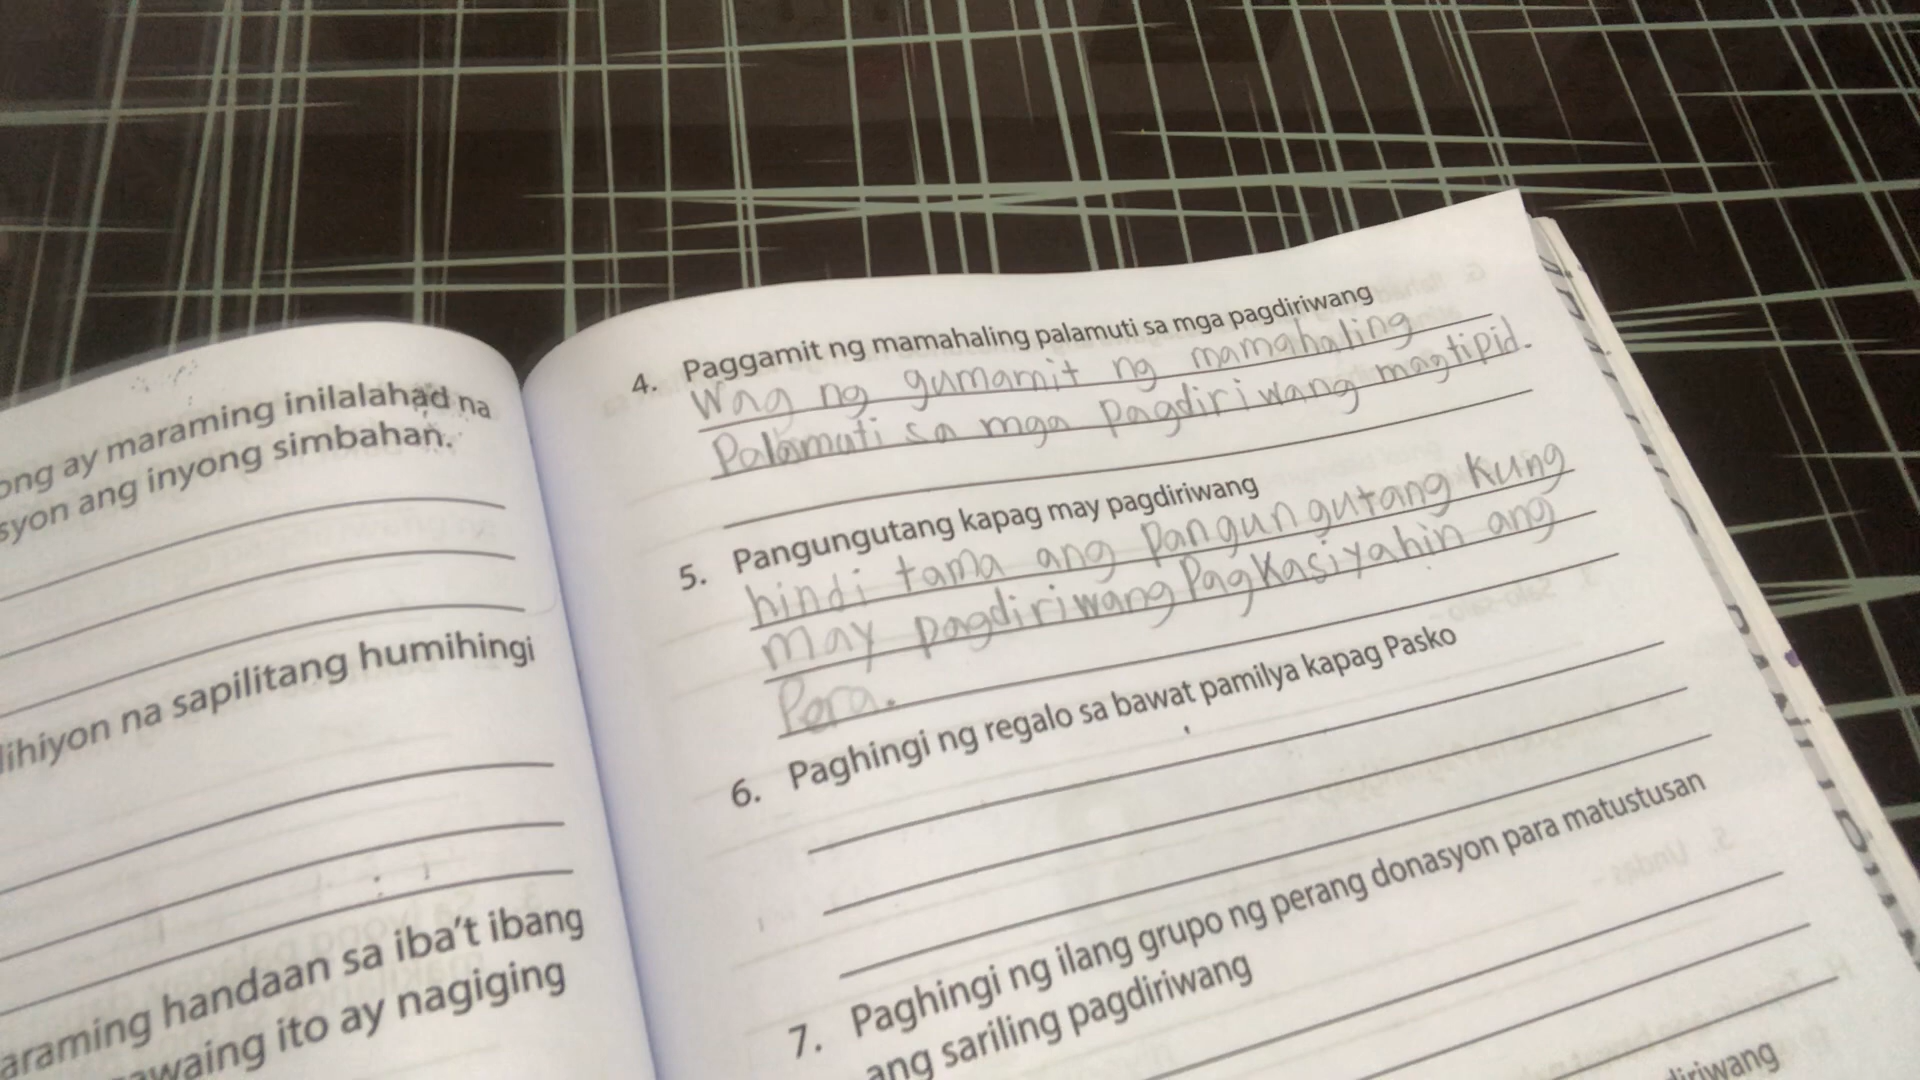 ong ay maraming inilalahad na
syon ang inyong simbahan.
lihiyon na sapilitang humihingi
araming handaan sa iba't ibang
awaing ito ay nagiging
4. Paggamit ng mamahaling palamuti sa mga pagdiriwang
Wag ng gumamit ng mamahaling
Palamuti sa mga pagdiriwang magtipid.
5. Pangungutang kapag may pagdiriwang
hindi tama ang Pangungutang Kung
may pagdiriwang PagKasiyahin ang
Pera.
6. Paghingi ng regalo sa bawat pamilya kapag Pasko
7. Paghingi ng ilang grupo ng perang donasyon para matustusan
ang sariling pagdiriwang
diriwang